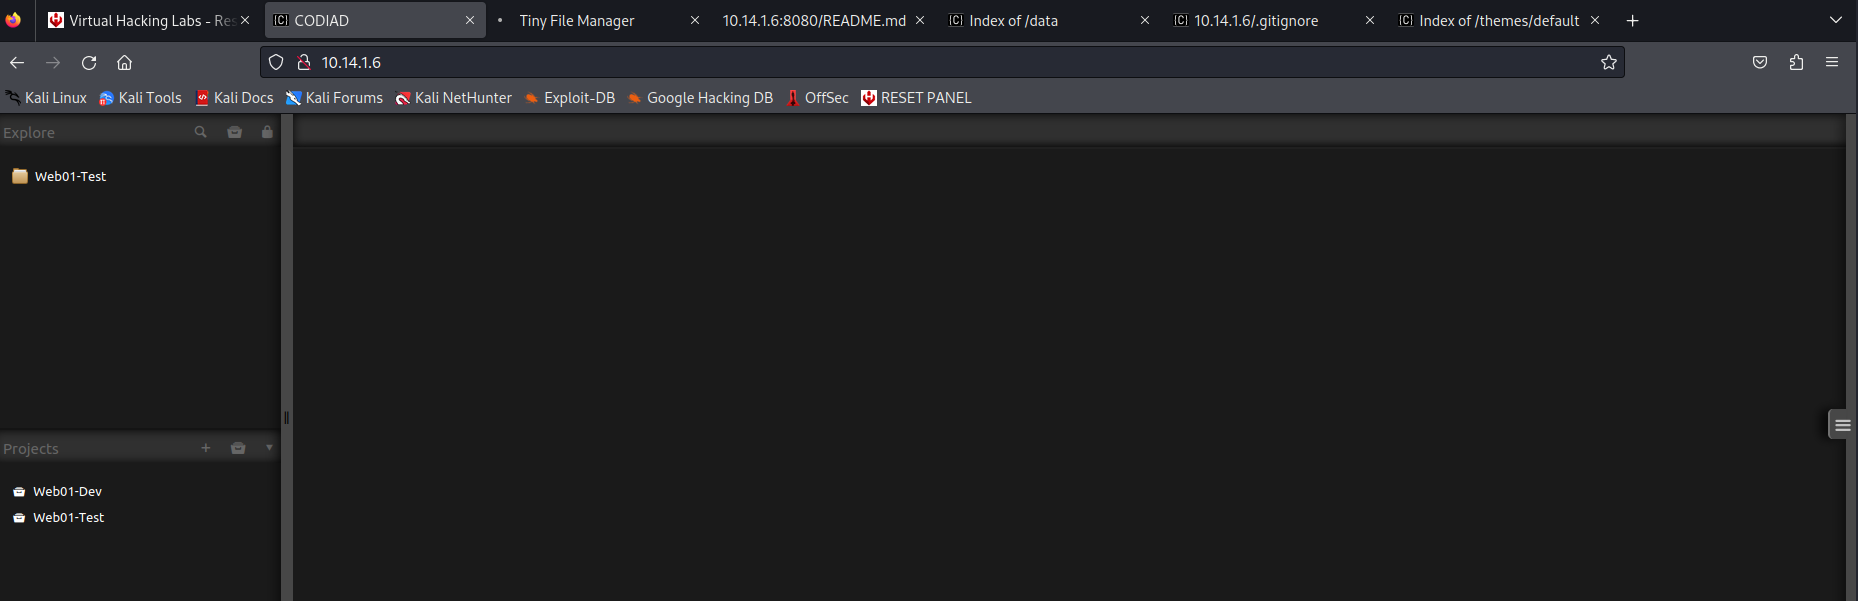 Virtual Hacking Labs - Res
CODIAD
Tiny File Manager
10.14.1.6:8080/README.md
Index of /data
10.14.1.6/.gitignore
Index of /themes/default
10.14.1.6
Kali Linux
Kali Tools
Kali Docs
Kali Forums
Kali NetHunter
Exploit-DB
Google Hacking DB
OffSec
RESET PANEL
Explore
Web01-Test
Projects
Web01-Dev
Web01-Test